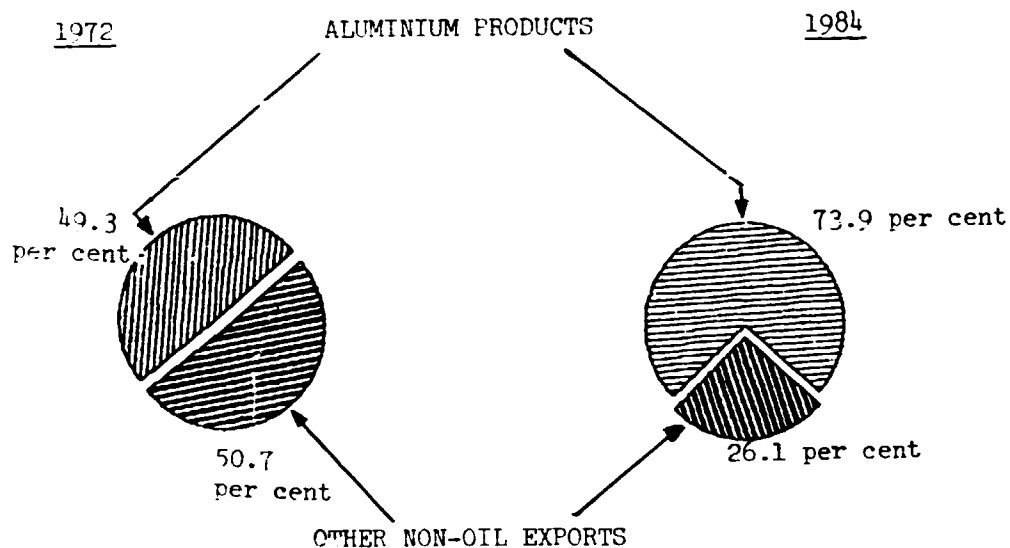 1972
ALUMINIUM PRODUCTS
1984
49.3
per cent
73.9 per cent
50.7
per cent
26.1 per cent
OTHER NON-OIL EXPORTS